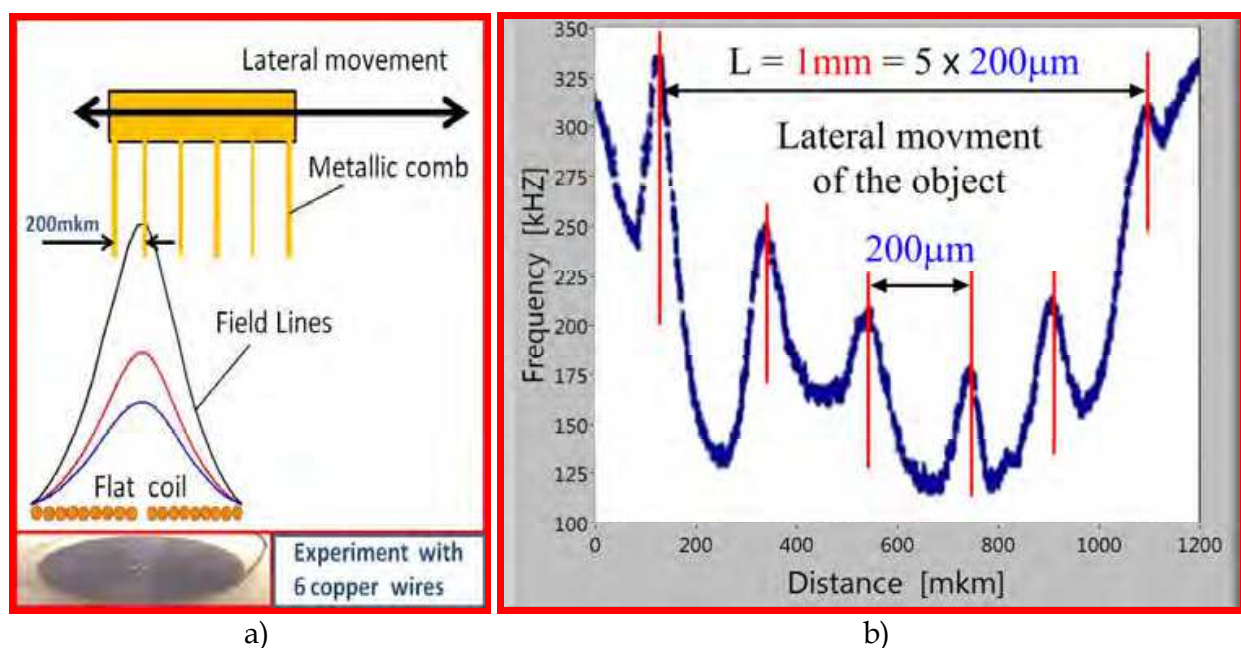 Lateral movement
Metallic comb
200mkm
Field Lines
Flat coil
Experiment with
6 copper wires
a)
350
325
300
275
250
225
200
175
150
125
100
Frequency [kHZ]
L = 1mm = 5 x 200µm
Lateral movment
of the object
200µm
0 200 400 600 800 1000 1200
Distance [mkm]
b)